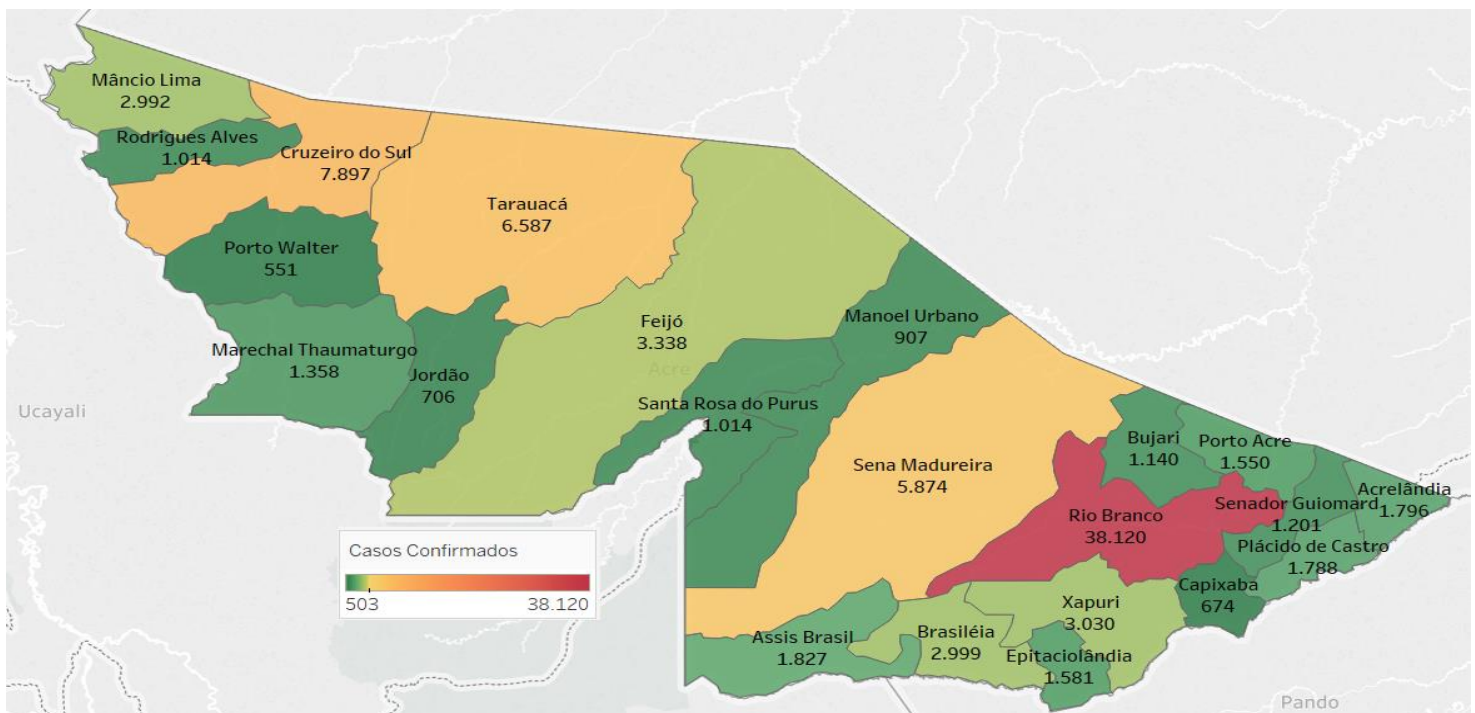 Mâncio Lima
2.992
Rodrigues Alves
1.014
Cruzeiro do Sul
7.897
Tarauacá
6.587
Porto Walter
551
Feijó
3.338
Manoel Urbano
907
Marechal Thaumaturgo
1.358
Jordão
706
Acre
Ucayali
Santa Rosa do Purus
1.014
Sena Madureira
5.874
Bujari
1.140
Porto Acre
1.550
Rio Branco
38.120
Senador Guiomard
1.201
Acrelândia
1.796
Plácido de Castro
1.788
Capixaba
674
Xapuri
3.030
Assis Brasil
1.827
Brasiléia
2.999
Epitaciolândia
1.581
Casos Confirmados
503 38.120
Pando